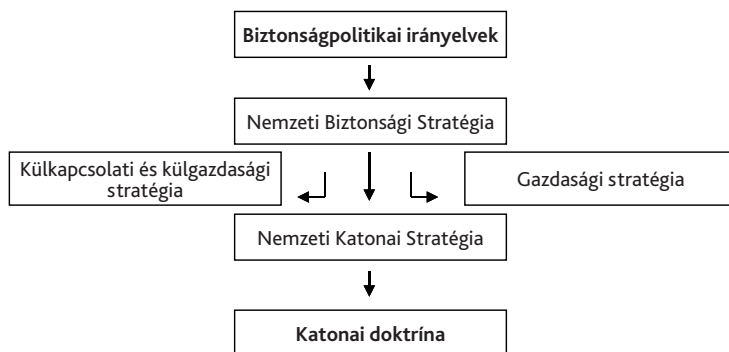 Biztonságpolitikai irányelvek
Nemzeti Biztonsági Stratégia
Külkapcsolati és külgazdasági
stratégia
Gazdasági stratégia
Nemzeti Katonai Stratégia
Katonai doktrína